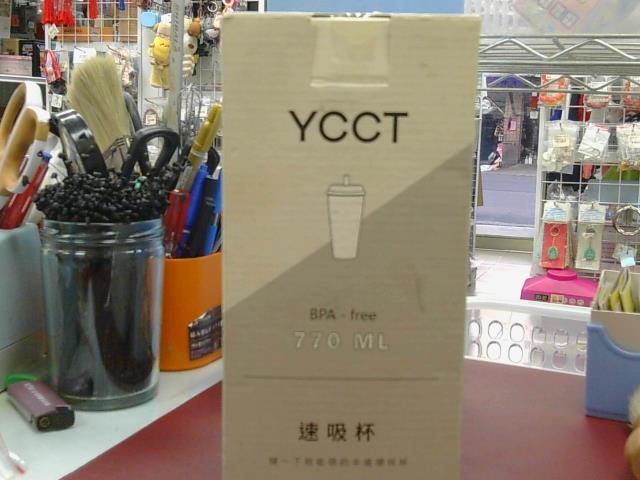 YCCT
BPA - free
770 ML
速吸杯